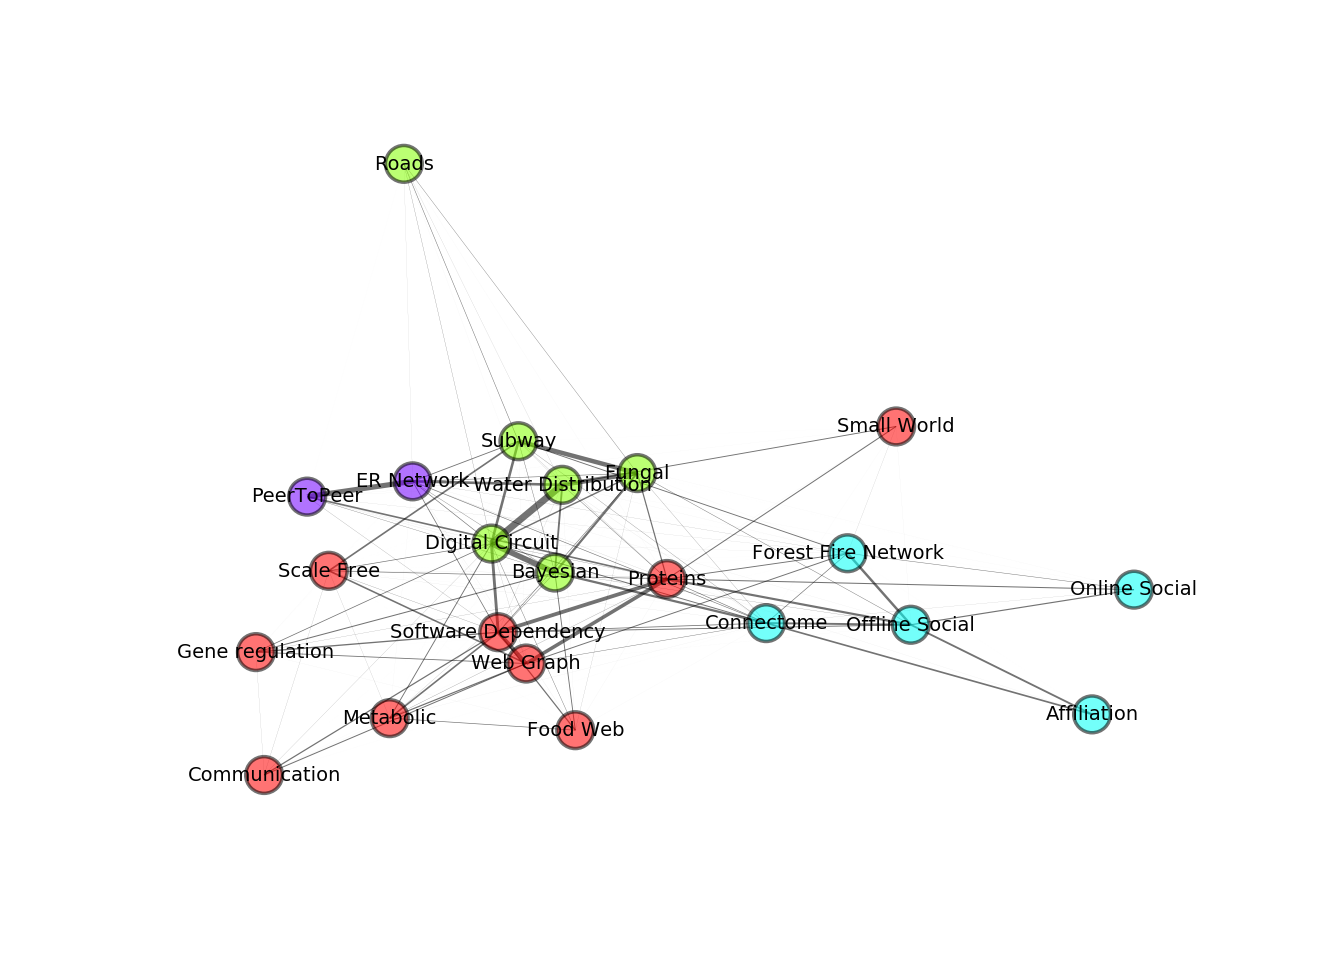 Roads
Small World
Subway
Fungal
ER Network
Water Distribution
PeerToPeer
Digital Circuit
Forest Fire Network
Scale Free
Bayesian
Proteins
Online Social
Connectome
Offline Social
Software Dependency
Gene regulation
Web Graph
Affiliation
Metabolic
Food Web
Communication